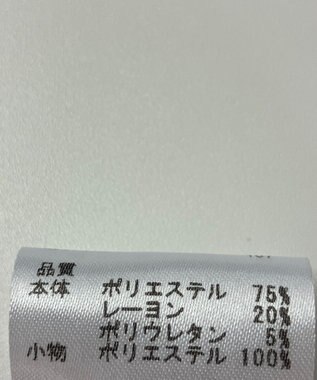 品質
本体 ポリエステル 75%
レーヨン 20%
ポリウレタン 5%
小物 ポリエステル 100%